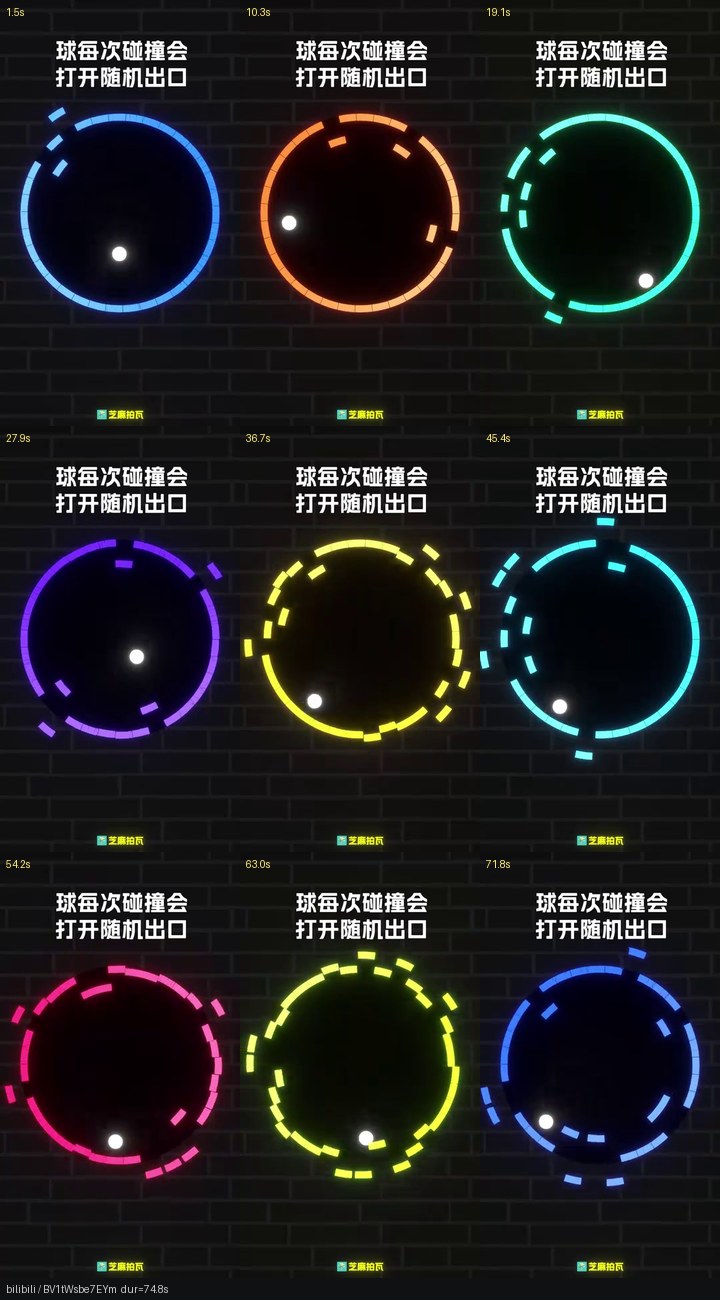 1.5s
10.3s
19.1s
球每次碰撞会
打开随机出口
球每次碰撞会
打开随机出口
球每次碰撞会
打开随机出口
芝麻拍瓦
芝麻拍瓦
芝麻拍瓦
27.9s
36.7s
45.4s
球每次碰撞会
打开随机出口
球每次碰撞会
打开随机出口
球每次碰撞会
打开随机出口
芝麻拍瓦
芝麻拍瓦
芝麻拍瓦
54.2s
63.0s
71.8s
球每次碰撞会
打开随机出口
球每次碰撞会
打开随机出口
球每次碰撞会
打开随机出口
芝麻拍瓦
芝麻拍瓦
芝麻拍瓦
bilibili / BV1tWsbe7EYm dur=74.8s